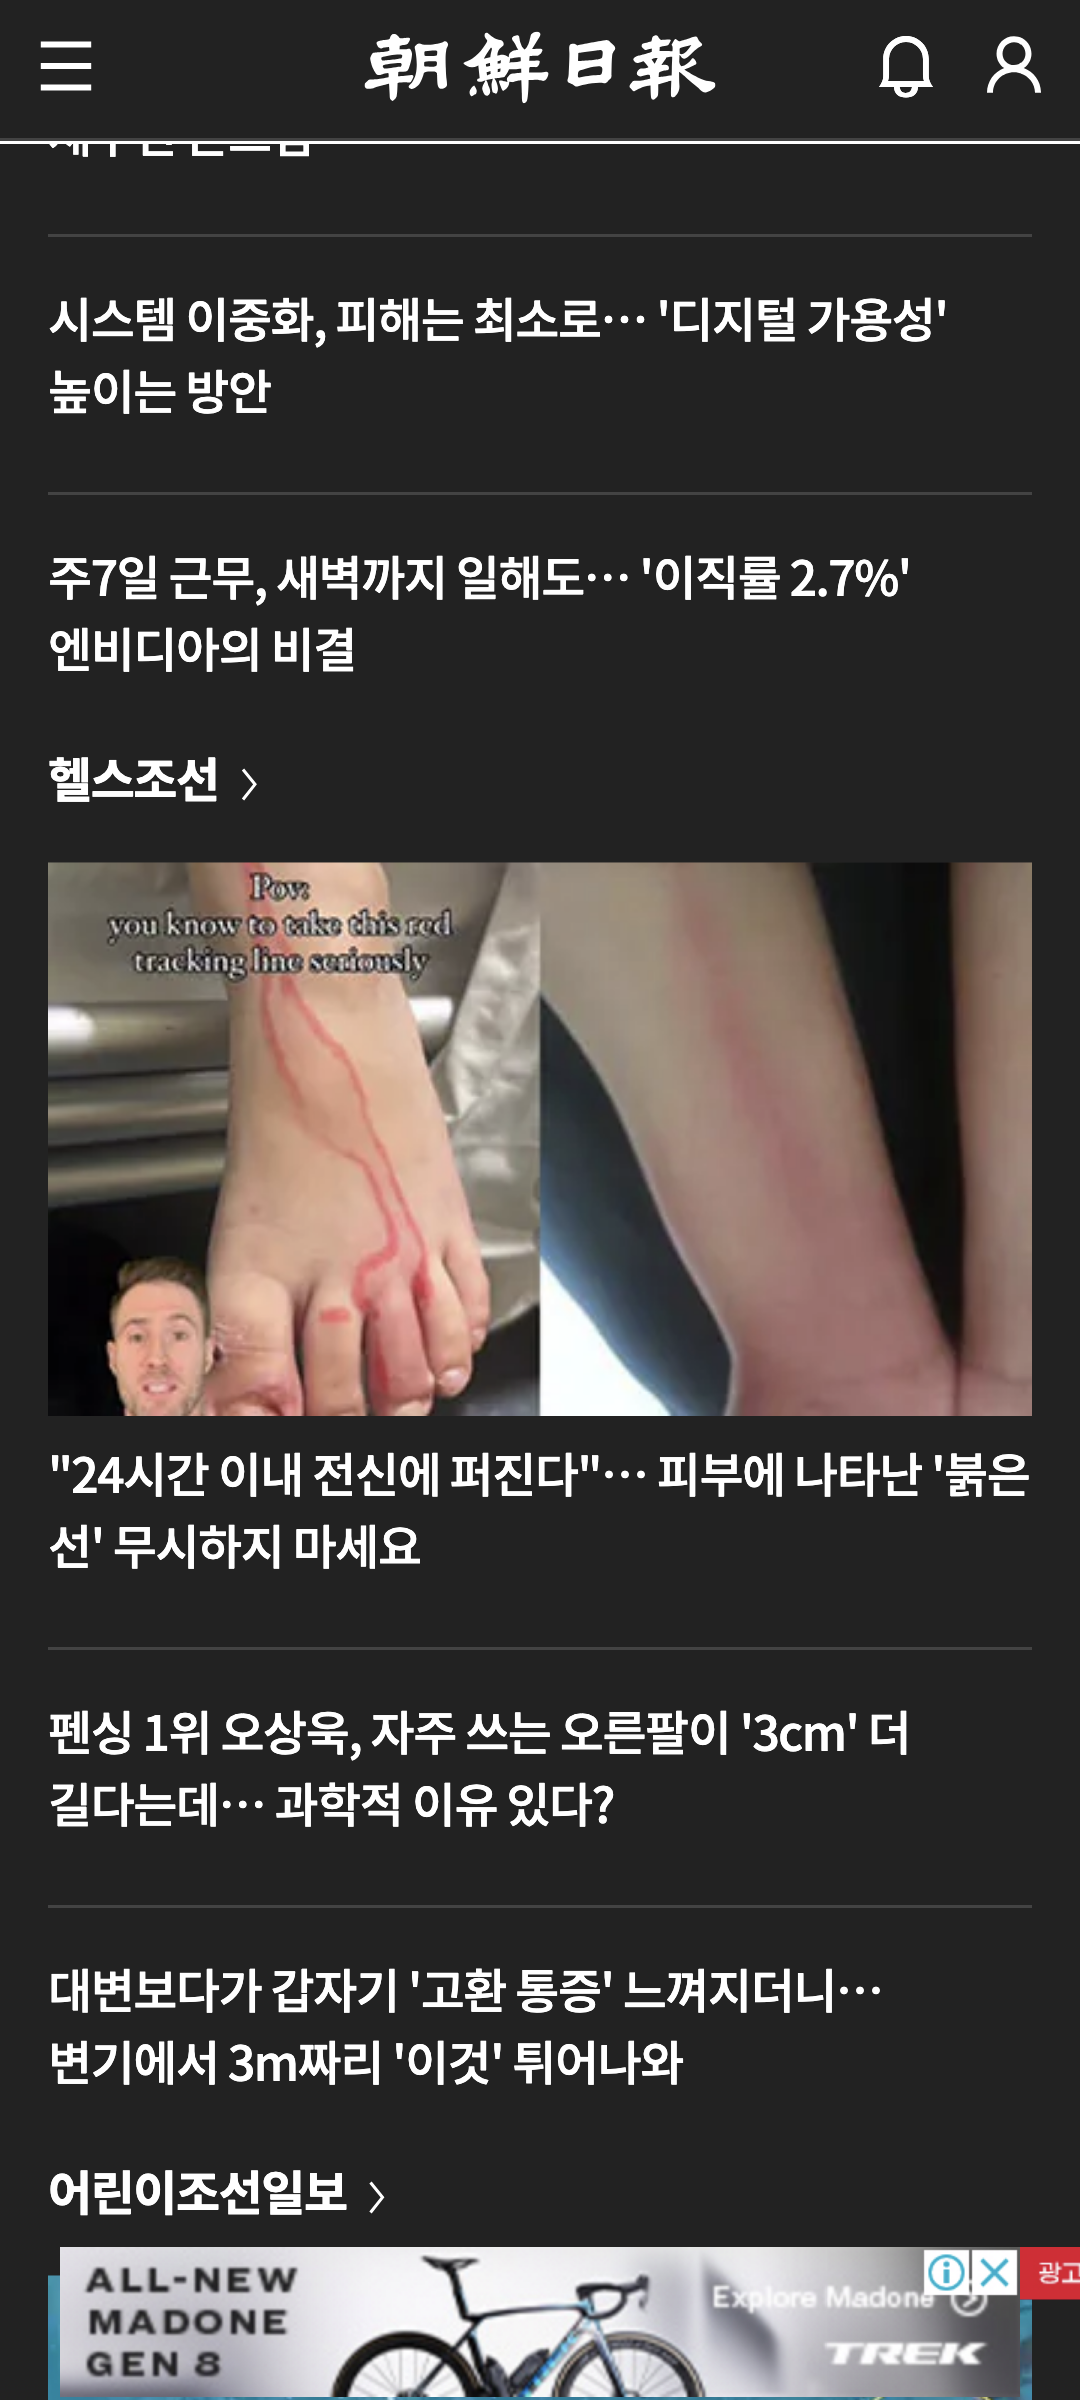 朝鮮日報
시스템 이중화, 피해는 최소로… '디지털 가용성'
높이는 방안
주7일 근무, 새벽까지 일해도… '이직률 2.7%'
엔비디아의 비결
헬스조선
Pov:
you know to take this red
tracking line seriously
"24시간 이내 전신에 퍼진다"… 피부에 나타난 '붉은
선' 무시하지 마세요
펜싱 1위 오상욱, 자주 쓰는 오른팔이 '3cm' 더
길다는데… 과학적 이유 있다?
대변보다가 갑자기 '고환 통증' 느껴지더니…
변기에서 3m짜리 '이것' 튀어나와
어린이조선일보
ALL-NEW
MADONE
GEN 8
Explore Madone
TREK
광고